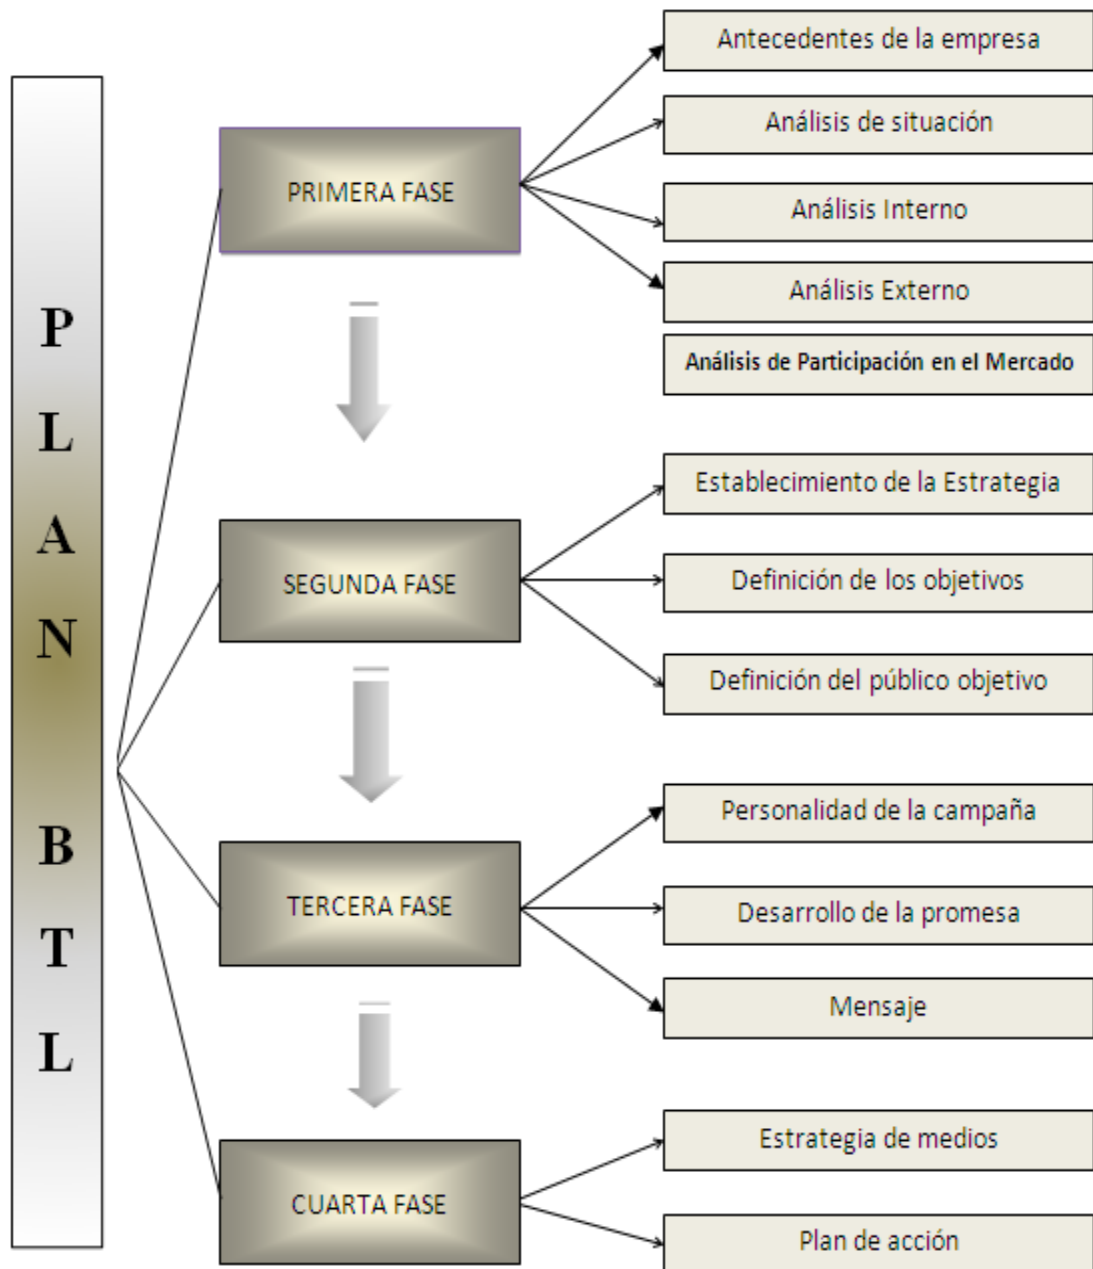 PLAN BTL
PRIMERA FASE
Antecedentes de la empresa
Análisis de situación
Análisis Interno
Análisis Externo
Análisis de Participación en el Mercado
SEGUNDA FASE
Establecimiento de la Estrategia
Definición de los objetivos
Definición del público objetivo
TERCERA FASE
Personalidad de la campaña
Desarrollo de la promesa
Mensaje
CUARTA FASE
Estrategia de medios
Plan de acción